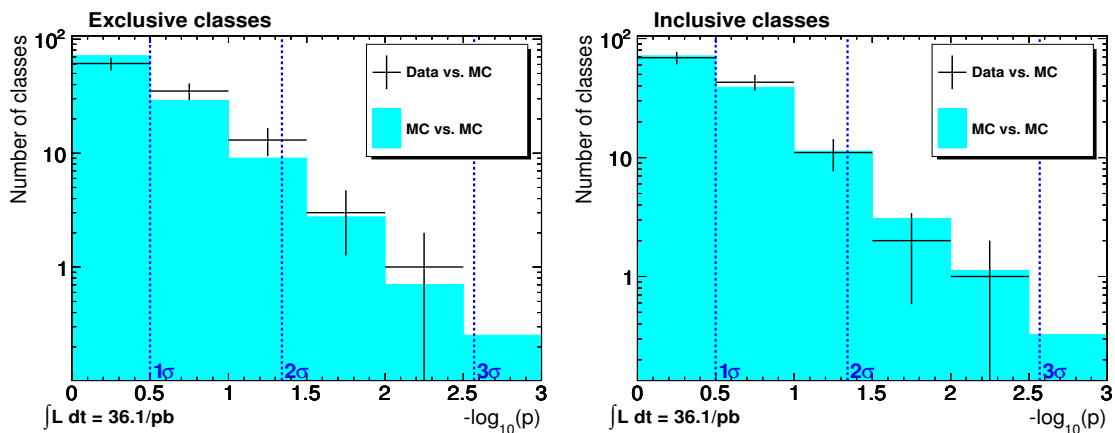 Exclusive classes
Number of classes
10²
10
1
Data vs. MC
MC vs. MC
1σ
2σ
3σ
0 0.5 1 1.5 2 2.5 3
∫L dt = 36.1/pb
-log₁₀(p)
Inclusive classes
Number of classes
10²
10
1
Data vs. MC
MC vs. MC
1σ
2σ
3σ
0 0.5 1 1.5 2 2.5 3
∫L dt = 36.1/pb
-log₁₀(p)